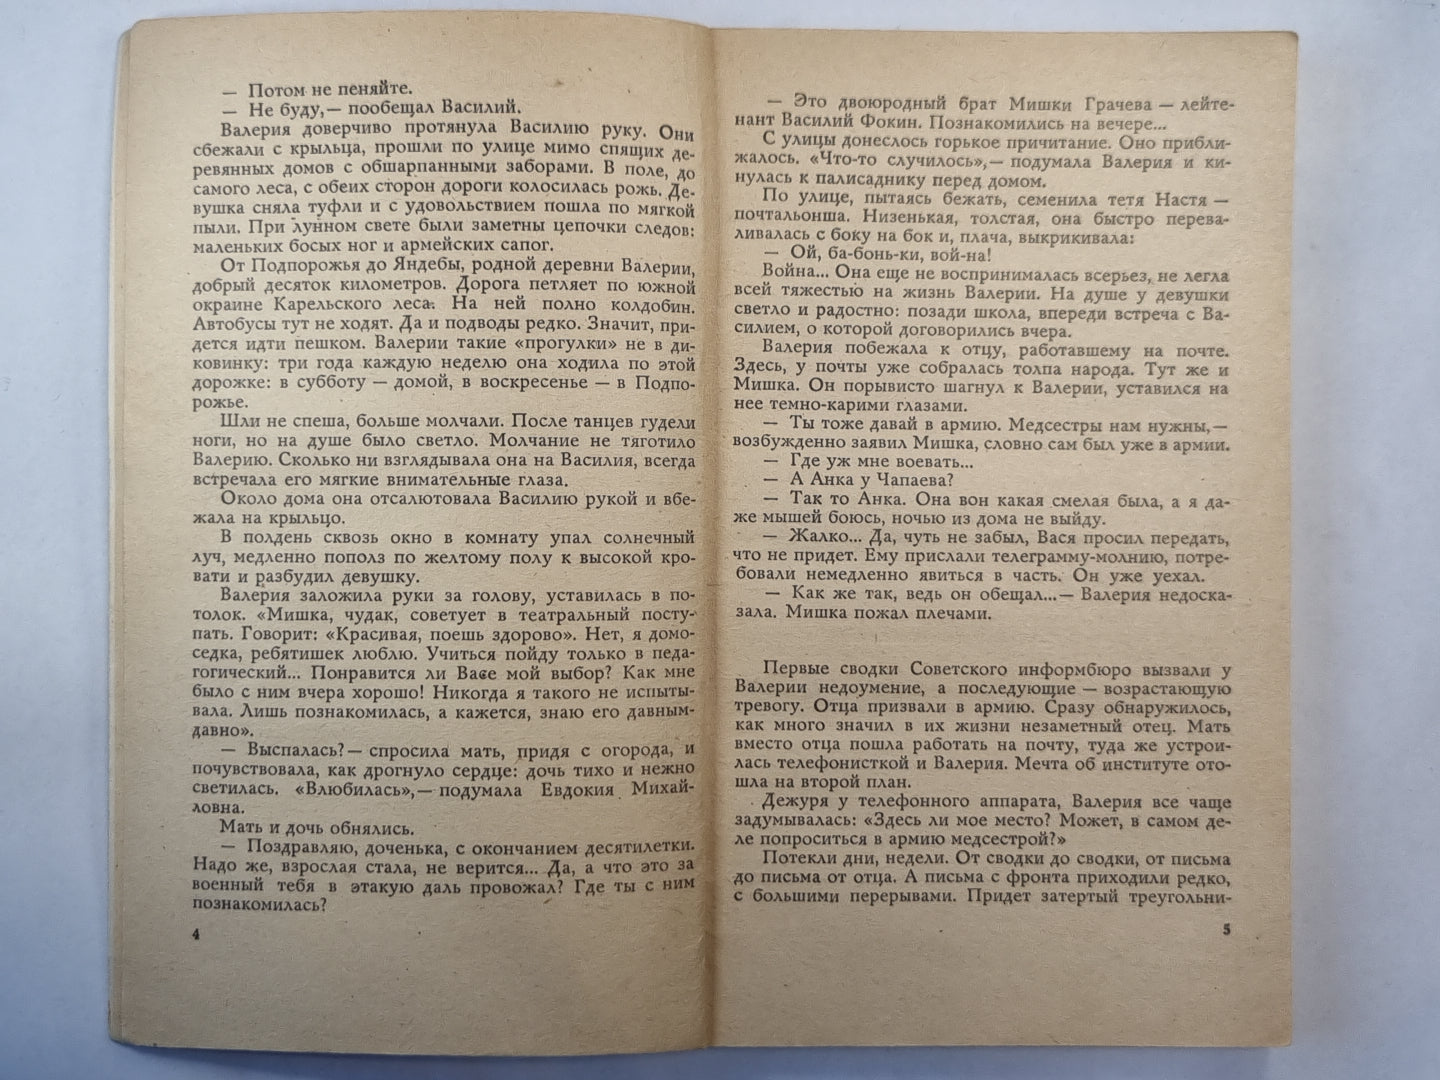 — Потом не пеняйте.
— Не буду,— пообещал Василий.
Валерия доверчиво протянула Василию руку. Они
сбежали с крыльца, прошли по улице мимо спящих де-
ревянных домов с обшарпанными заборами. В поле, до
самого леса, с обеих сторон дороги колосилась рожь. Де-
вушка сняла туфли и с удовольствием пошла по мягкой
пыли. При лунном свете были заметны цепочки следов:
маленьких босых ног и армейских сапог.
От Подпорожья до Яндебы, родной деревни Валерии,
добрый десяток километров. Дорога петляет по южной
окраине Карельского леса. На ней полно колдобин.
Автобусы тут не ходят. Да и подводы редко. Значит, при-
дется идти пешком. Валерии такие «прогулки» не в ди-
ковинку: три года каждую неделю она ходила по этой
дорожке: в субботу — домой, в воскресенье — в Подпо-
рожье.
Шли не спеша, больше молчали. После танцев гудели
ноги, но на душе было светло. Молчание не тяготило
Валерию. Сколько ни взглядывала она на Василия, всегда
встречала его мягкие внимательные глаза.
Около дома она отсалютовала Василию рукой и вбе-
жала на крыльцо.
В полдень сквозь окно в комнату упал солнечный
луч, медленно пополз по желтому полу к высокой кро-
вати и разбудил девушку.
Валерия заложила руки за голову, уставилась в по-
толок. «Мишка, чудак, советует в театральный посту-
пать. Говорит: «Красивая, поешь здорово». Нет, я домо-
седка, ребятишек люблю. Учиться пойду только в педа-
гогический... Понравится ли Васе мой выбор? Как мне
было с ним вчера хорошо! Никогда я такого не испыты-
вала. Лишь познакомилась, а кажется, знаю его давным-
давно».
— Выспалась?— спросила мать, придя с огорода, и
почувствовала, как дрогнуло сердце: дочь тихо и нежно
светилась. «Влюбилась»,— подумала Евдокия Михай-
ловна.
Мать и дочь обнялись.
— Поздравляю, доченька, с окончанием десятилетки.
Надо же, взрослая стала, не верится... Да, а что это за
военный тебя в этакую даль провожал? Где ты с ним
познакомилась?
4
— Это двоюродный брат Мишки Грачева — лейте-
нант Василий Фокин. Познакомились на вечере...
С улицы донеслось горькое причитание. Оно прибли-
жалось. «Что-то случилось»,— подумала Валерия и ки-
нулась к палисаднику перед домом.
По улице, пытаясь бежать, семенила тетя Настя —
почтальонша. Низенькая, толстая, она быстро перева-
ливалась с боку на бок и, плача, выкрикивала:
— Ой, ба-бонь-ки, вой-на!
Война... Она еще не воспринималась всерьез, не легла
всей тяжестью на жизнь Валерии. На душе у девушки
светло и радостно: позади школа, впереди встреча с Ва-
силием, о которой договорились вчера.
Валерия побежала к отцу, работавшему на почте.
Здесь, у почты уже собралась толпа народа. Тут же и
Мишка. Он порывисто шагнул к Валерии, уставился на
нее темно-карими глазами.
— Ты тоже давай в армию. Медсестры нам нужны,—
возбужденно заявил Мишка, словно сам был уже в армии.
— Где уж мне воевать...
— А Анка у Чапаева?
— Так то Анка. Она вон какая смелая была, а я да-
же мышей боюсь, ночью из дома не выйду.
— Жалко... Да, чуть не забыл, Вася просил передать,
что не придет. Ему прислали телеграмму-молнию, потре-
бовали немедленно явиться в часть. Он уже уехал.
— Как же так, ведь он обещал...— Валерия недоска-
зала. Мишка пожал плечами.
Первые сводки Советского информбюро вызвали у
Валерии недоумение, а последующие — возрастающую
тревогу. Отца призвали в армию. Сразу обнаружилось,
как много значил в их жизни незаметный отец. Мать
вместо отца пошла работать на почту, туда же устрои-
лась телефонисткой и Валерия. Мечта об институте ото-
шла на второй план.
Дежуря у телефонного аппарата, Валерия все чаще
задумывалась: «Здесь ли мое место? Может, в самом де-
ле попроситься в армию медсестрой?»
Потекли дни, недели. От сводки до сводки, от письма
до письма от отца. А письма с фронта приходили редко,
с большими перерывами. Придет затертый треугольни-
5